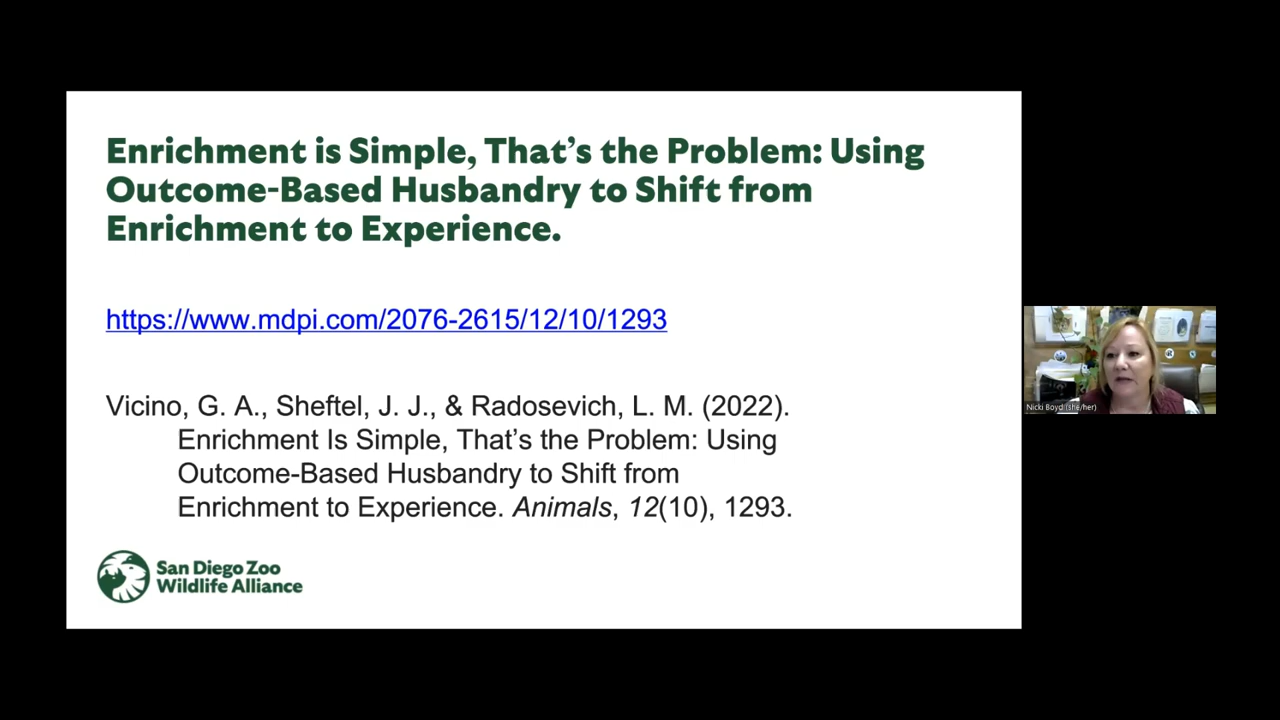 Enrichment is Simple, That’s the Problem: Using
Outcome-Based Husbandry to Shift from
Enrichment to Experience.
https://www.mdpi.com/2076-2615/12/10/1293
Vicino, G. A., Sheftel, J. J., & Radosevich, L. M. (2022).
Enrichment Is Simple, That’s the Problem: Using
Outcome-Based Husbandry to Shift from
Enrichment to Experience. Animals, 12(10), 1293.
San Diego Zoo
Wildlife Alliance
Nicki Boyd (she/her)